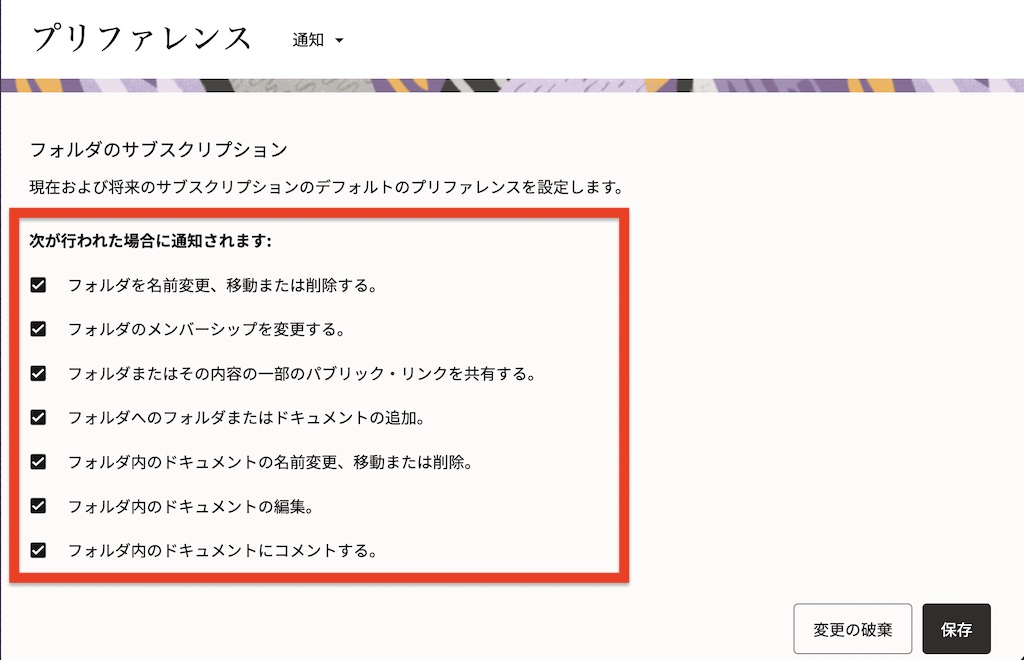 プリファレンス
通知
フォルダのサブスクリプション
現在および将来のサブスクリプションのデフォルトのプリファレンスを設定します。
次が行われた場合に通知されます:
フォルダを名前変更、移動または削除する。
フォルダのメンバーシップを変更する。
フォルダまたはその内容の一部のパブリック・リンクを共有する。
フォルダへのフォルダまたはドキュメントの追加。
フォルダ内のドキュメントの名前変更、移動または削除。
フォルダ内のドキュメントの編集。
フォルダ内のドキュメントにコメントする。
変更の破棄
保存